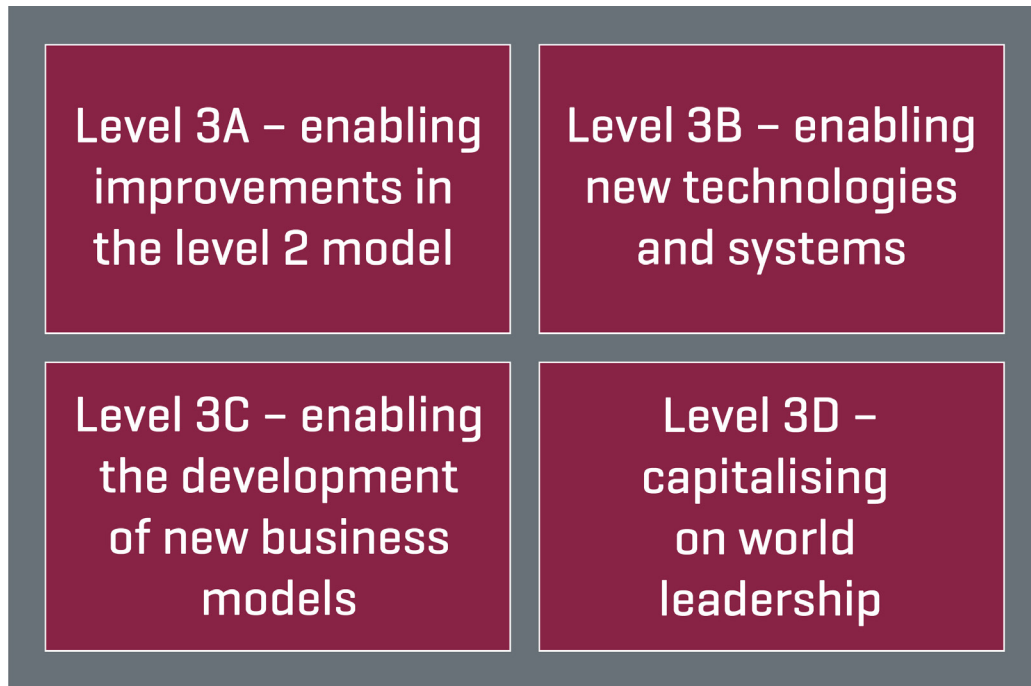 Level 3A – enabling
improvements in
the level 2 model
Level 3B – enabling
new technologies
and systems
Level 3C – enabling
the development
of new business
models
Level 3D –
capitalising
on world
leadership